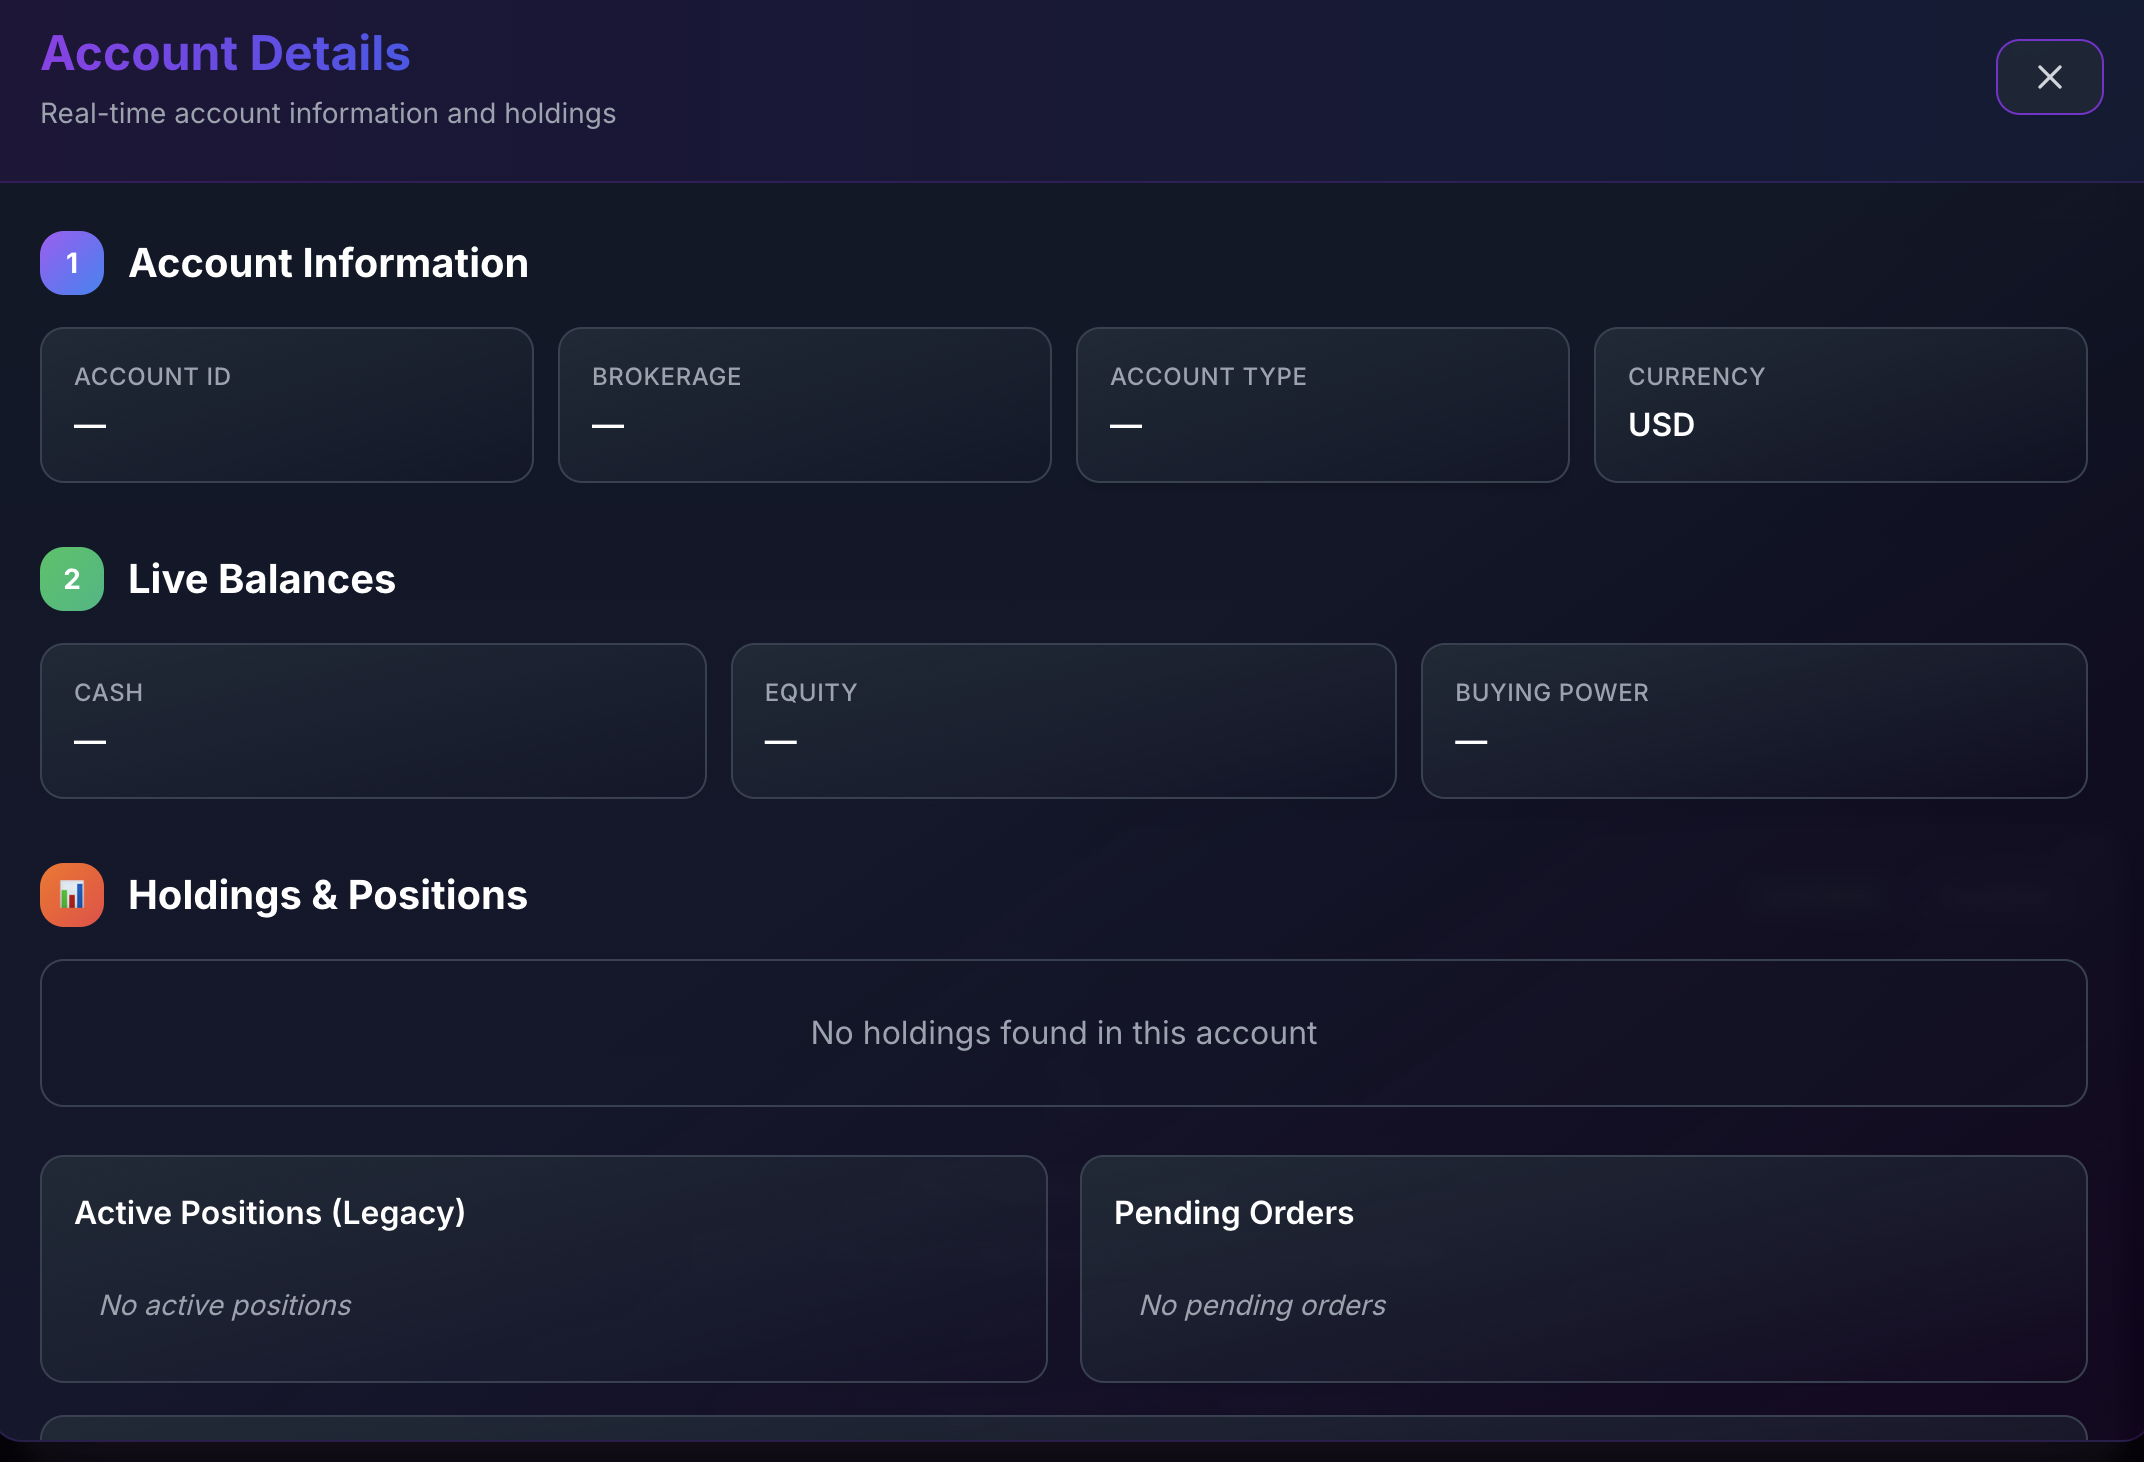 Account Details
Real-time account information and holdings
1 Account Information
ACCOUNT ID
—
BROKERAGE
—
ACCOUNT TYPE
—
CURRENCY
USD
2 Live Balances
CASH
—
EQUITY
—
BUYING POWER
—
Holdings & Positions
No holdings found in this account
Active Positions (Legacy)
No active positions
Pending Orders
No pending orders